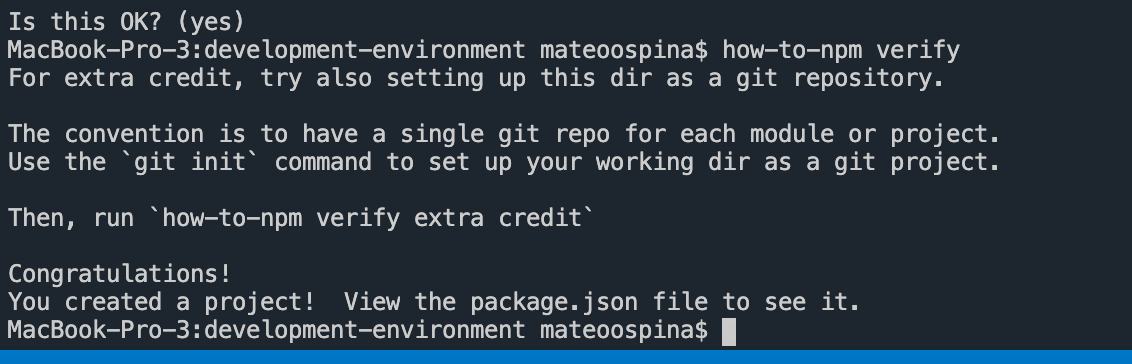 Is this OK? (yes)
MacBook-Pro-3:development-environment mateoospina$ how-to-npm verify
For extra credit, try also setting up this dir as a git repository.
The convention is to have a single git repo for each module or project.
Use the `git init` command to set up your working dir as a git project.
Then, run `how-to-npm verify extra credit`
Congratulations!
You created a project!  View the package.json file to see it.
MacBook-Pro-3:development-environment mateoospina$